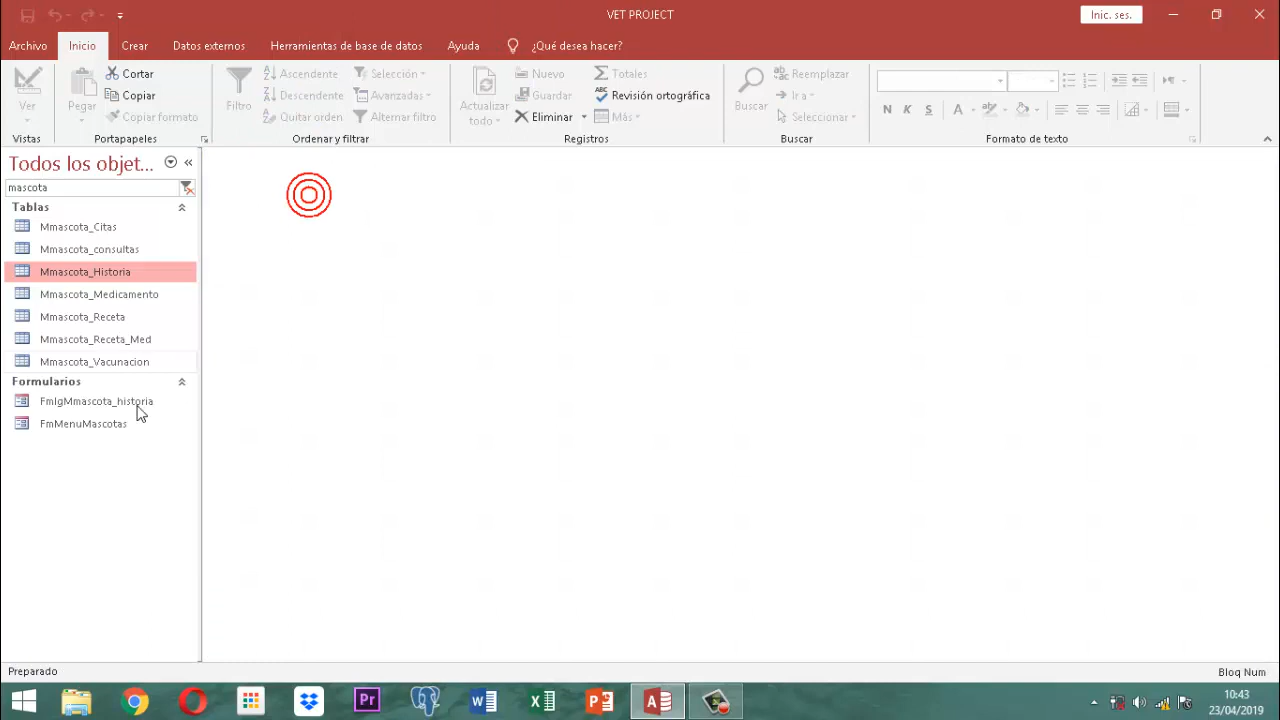 VET PROJECT
Inic. ses.
Archivo Inicio Crear Datos externos Herramientas de base de datos Ayuda ¿Qué desea hacer?
Ver
Vistas
Pegar
Cortar
Copiar
Copiar formato
Portapapeles
Filtro
Ascendente
Descendente
Quitar orden
Selección
Avanzadas
Alternar filtro
Ordenar y filtrar
Actualizar
todo
Nuevo
Guardar
Eliminar
Totales
Revisión ortográfica
Más
Registros
Buscar
Reemplazar
Ir a
Seleccionar
Buscar
N K S A
Formato de texto
Todos los objet...
mascota
Tablas
Mmascota_Citas
Mmascota_consultas
Mmascota_Historia
Mmascota_Medicamento
Mmascota_Receta
Mmascota_Receta_Med
Mmascota_Vacunacion
Formularios
FmIgMmascota_historia
FmMenuMascotas
Preparado
Bloq Num
Pr
10:43
23/04/2019